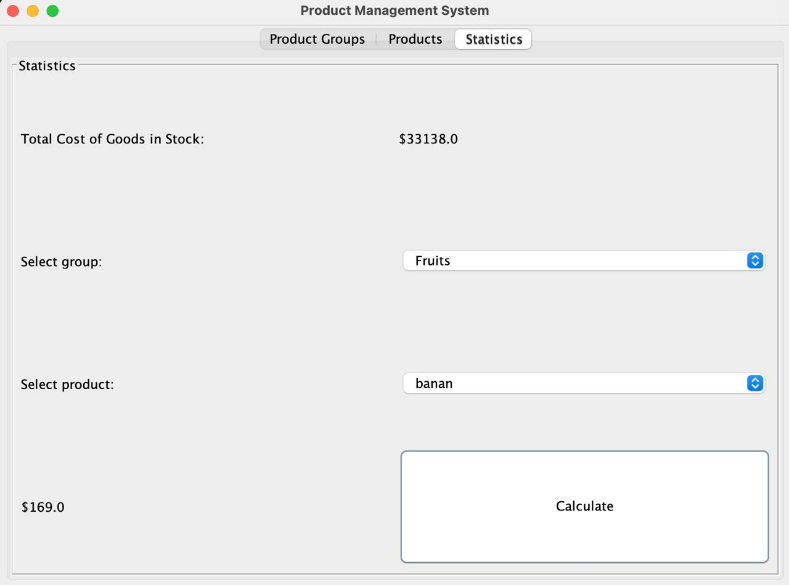 Product Management System
Product Groups Products Statistics
Statistics
Total Cost of Goods in Stock: $33138.0
Select group: Fruits
Select product: banan
$169.0 Calculate